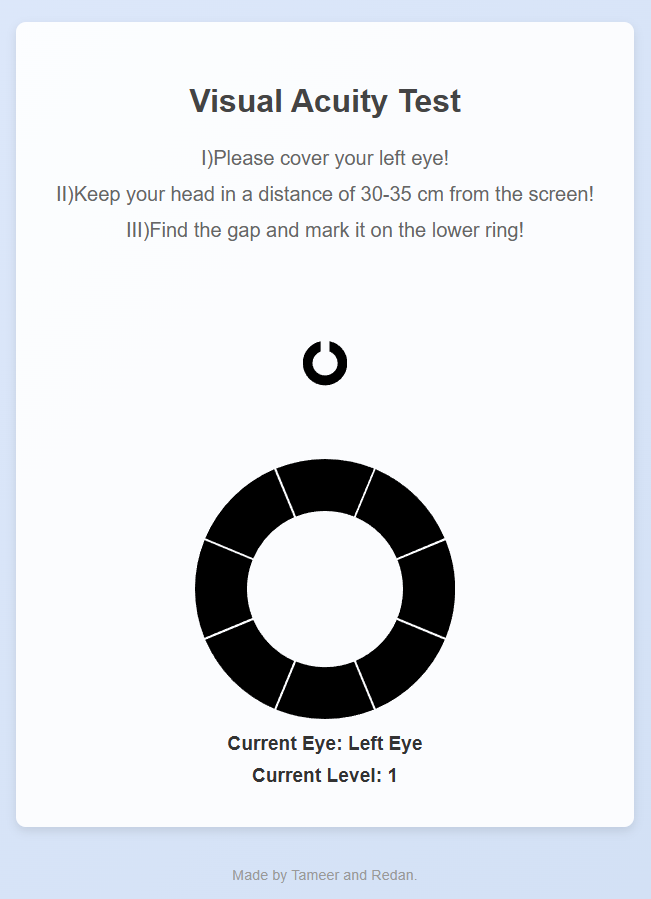 Visual Acuity Test
I)Please cover your left eye!
II)Keep your head in a distance of 30-35 cm from the screen!
III)Find the gap and mark it on the lower ring!
Current Eye: Left Eye
Current Level: 1
Made by Tameer and Redan.